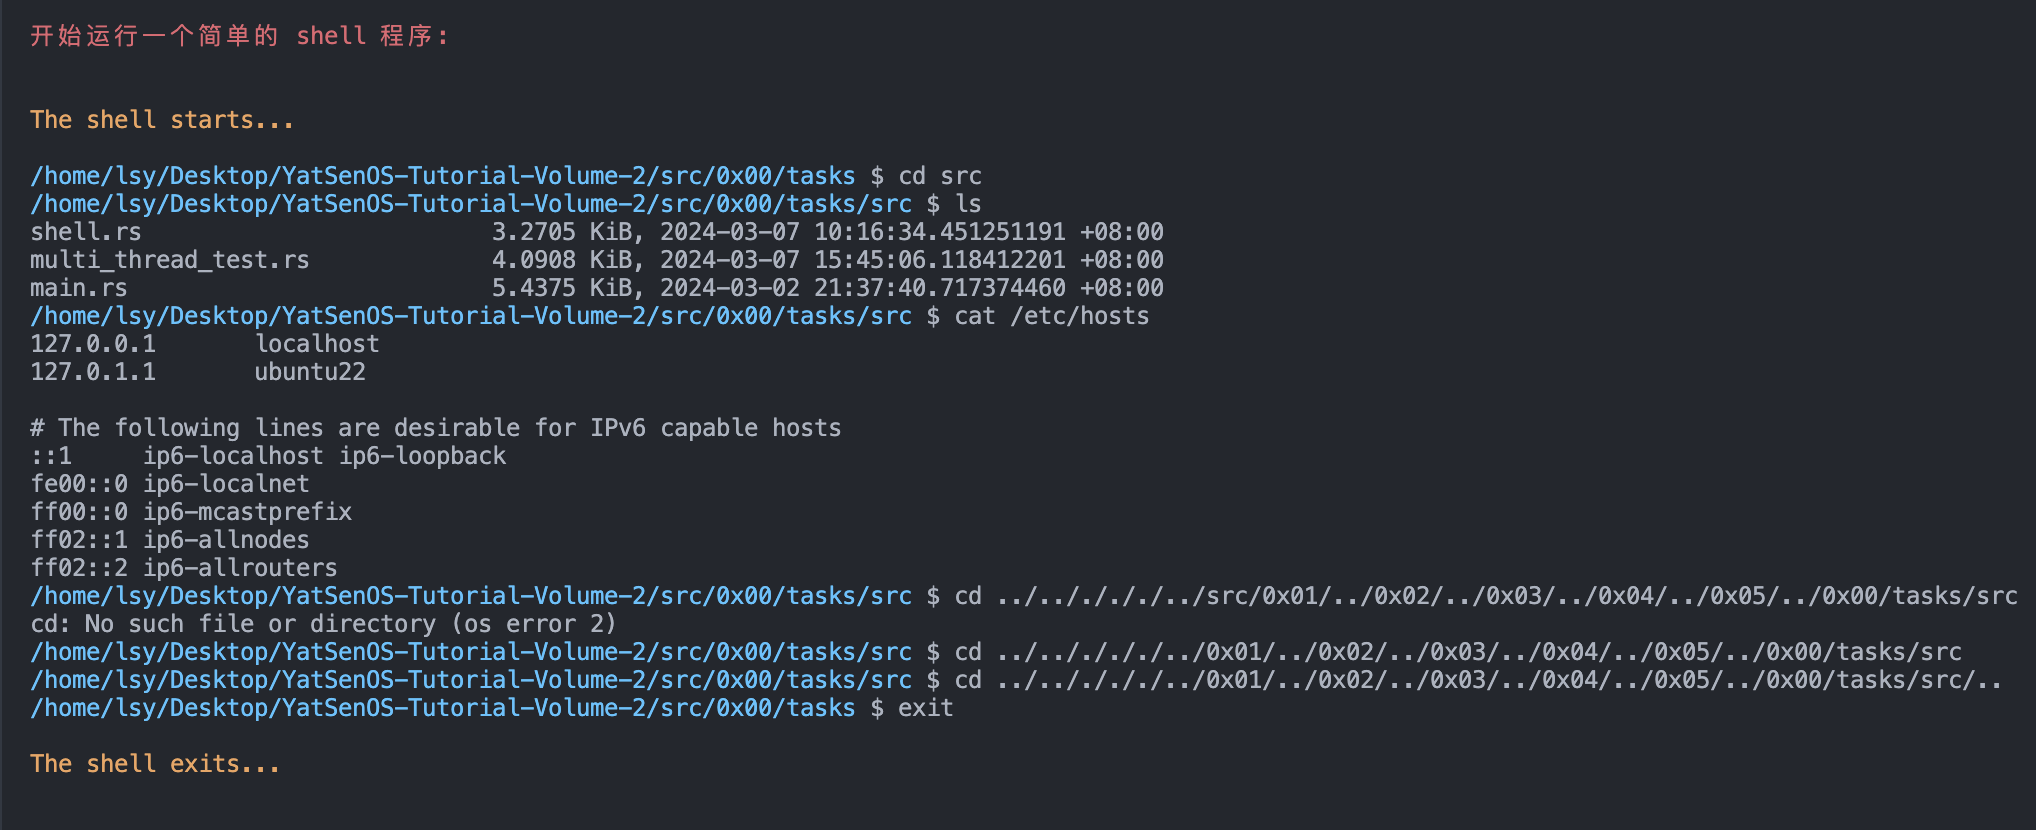 开始运行一个简单的 shell 程序:
The shell starts...
/home/lsy/Desktop/YatSenOS-Tutorial-Volume-2/src/0x00/tasks $ cd src
/home/lsy/Desktop/YatSenOS-Tutorial-Volume-2/src/0x00/tasks/src $ ls
shell.rs                         3.2705 KiB, 2024-03-07 10:16:34.451251191 +08:00
multi_thread_test.rs             4.0908 KiB, 2024-03-07 15:45:06.118412201 +08:00
main.rs                          5.4375 KiB, 2024-03-02 21:37:40.717374460 +08:00
/home/lsy/Desktop/YatSenOS-Tutorial-Volume-2/src/0x00/tasks/src $ cat /etc/hosts
127.0.0.1       localhost
127.0.1.1       ubuntu22
# The following lines are desirable for IPv6 capable hosts
::1     ip6-localhost ip6-loopback
fe00::0 ip6-localnet
ff00::0 ip6-mcastprefix
ff02::1 ip6-allnodes
ff02::2 ip6-allrouters
/home/lsy/Desktop/YatSenOS-Tutorial-Volume-2/src/0x00/tasks/src $ cd ../.././././../src/0x01/../0x02/../0x03/../0x04/../0x05/../0x00/tasks/src
cd: No such file or directory (os error 2)
/home/lsy/Desktop/YatSenOS-Tutorial-Volume-2/src/0x00/tasks/src $ cd ../.././././../0x01/../0x02/../0x03/../0x04/../0x05/../0x00/tasks/src
/home/lsy/Desktop/YatSenOS-Tutorial-Volume-2/src/0x00/tasks/src $ cd ../.././././../0x01/../0x02/../0x03/../0x04/../0x05/../0x00/tasks/src/..
/home/lsy/Desktop/YatSenOS-Tutorial-Volume-2/src/0x00/tasks $ exit
The shell exits...